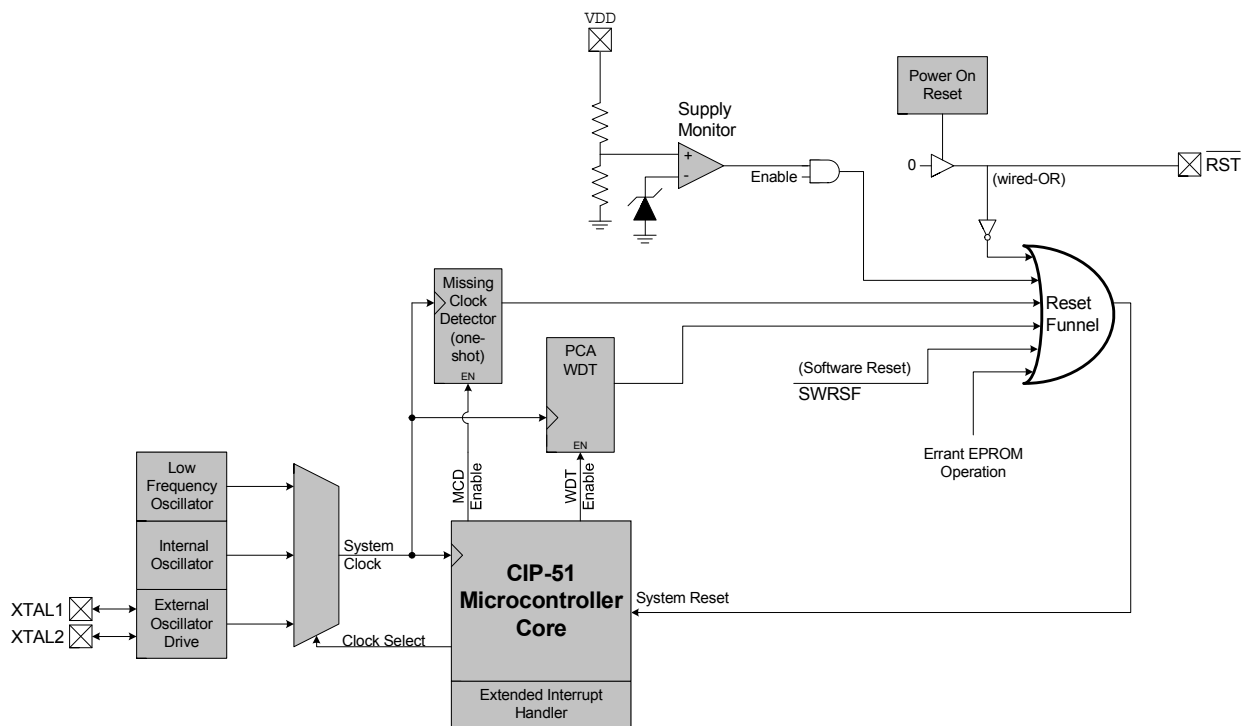 VDD
Power On
Reset
Supply
Monitor
+
-
Enable
0
(wired-OR)
RST
Missing
Clock
Detector
(one-
shot)
EN
PCA
WDT
EN
Reset
Funnel
(Software Reset)
SWRSF
Errant EPROM
Operation
MCD
Enable
WDT
Enable
Low
Frequency
Oscillator
Internal
Oscillator
External
Oscillator
Drive
XTAL1
XTAL2
System
Clock
Clock Select
CIP-51
Microcontroller
Core
System Reset
Extended Interrupt
Handler